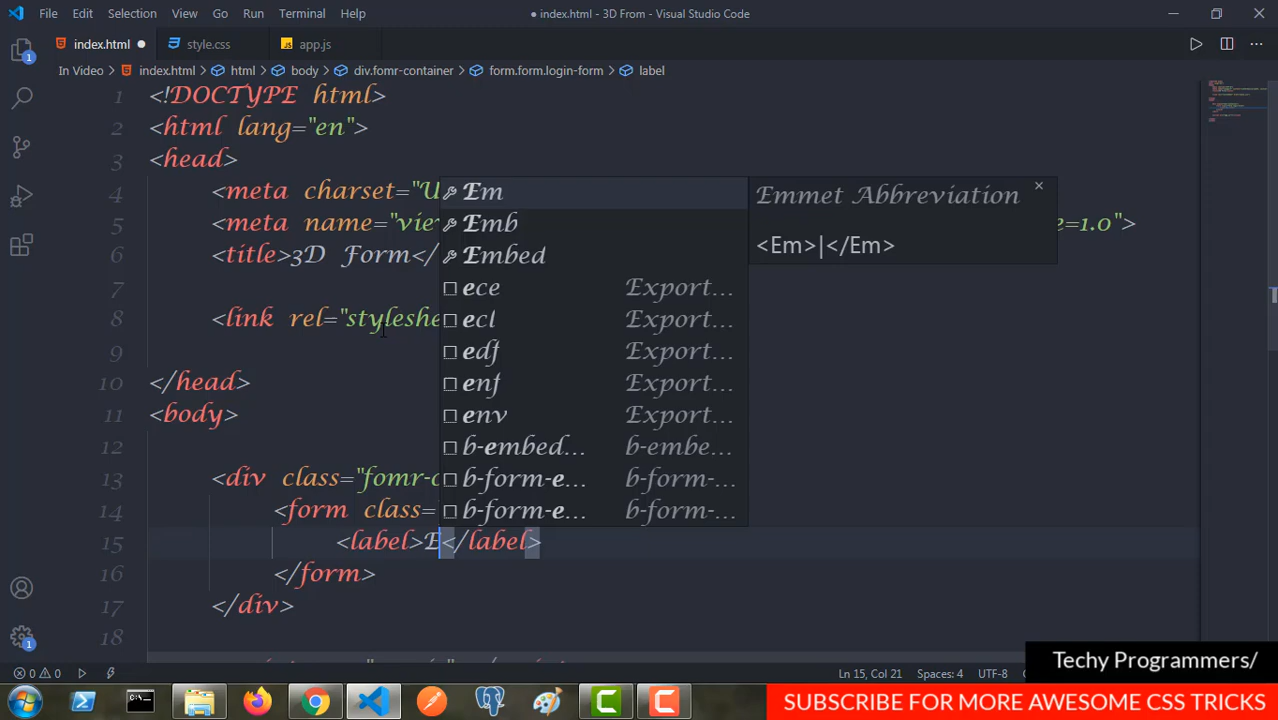 File Edit Selection View Go Run Terminal Help ● index.html - 3D From - Visual Studio Code
index.html ● style.css app.js
In Video > index.html > html > body > div.fomr-container > form.form.login-form > label
1 <!DOCTYPE html>
2 <html lang="en">
3 <head>
4 <meta charset="U
5 <meta name="view e=1.0">
6 <title>3D Form</
7
8 <link rel="styleshe
9
10 </head>
11 <body>
12
13 <div class="fomr-c
14 <form class=
15 <label>E</label>
16 </form>
17 </div>
18
Em
Emb
Embed
ece Export...
ecl Export...
edf Export...
enf Export...
env Export...
b-embed... b-embe...
b-form-e... b-form-...
b-form-e... b-form-...
Emmet Abbreviation ×
<Em>|</Em>
1
1
0 0 Ln 15, Col 21 Spaces: 4 UTF-8
Techy Programmers/
SUBSCRIBE FOR MORE AWESOME CSS TRICKS